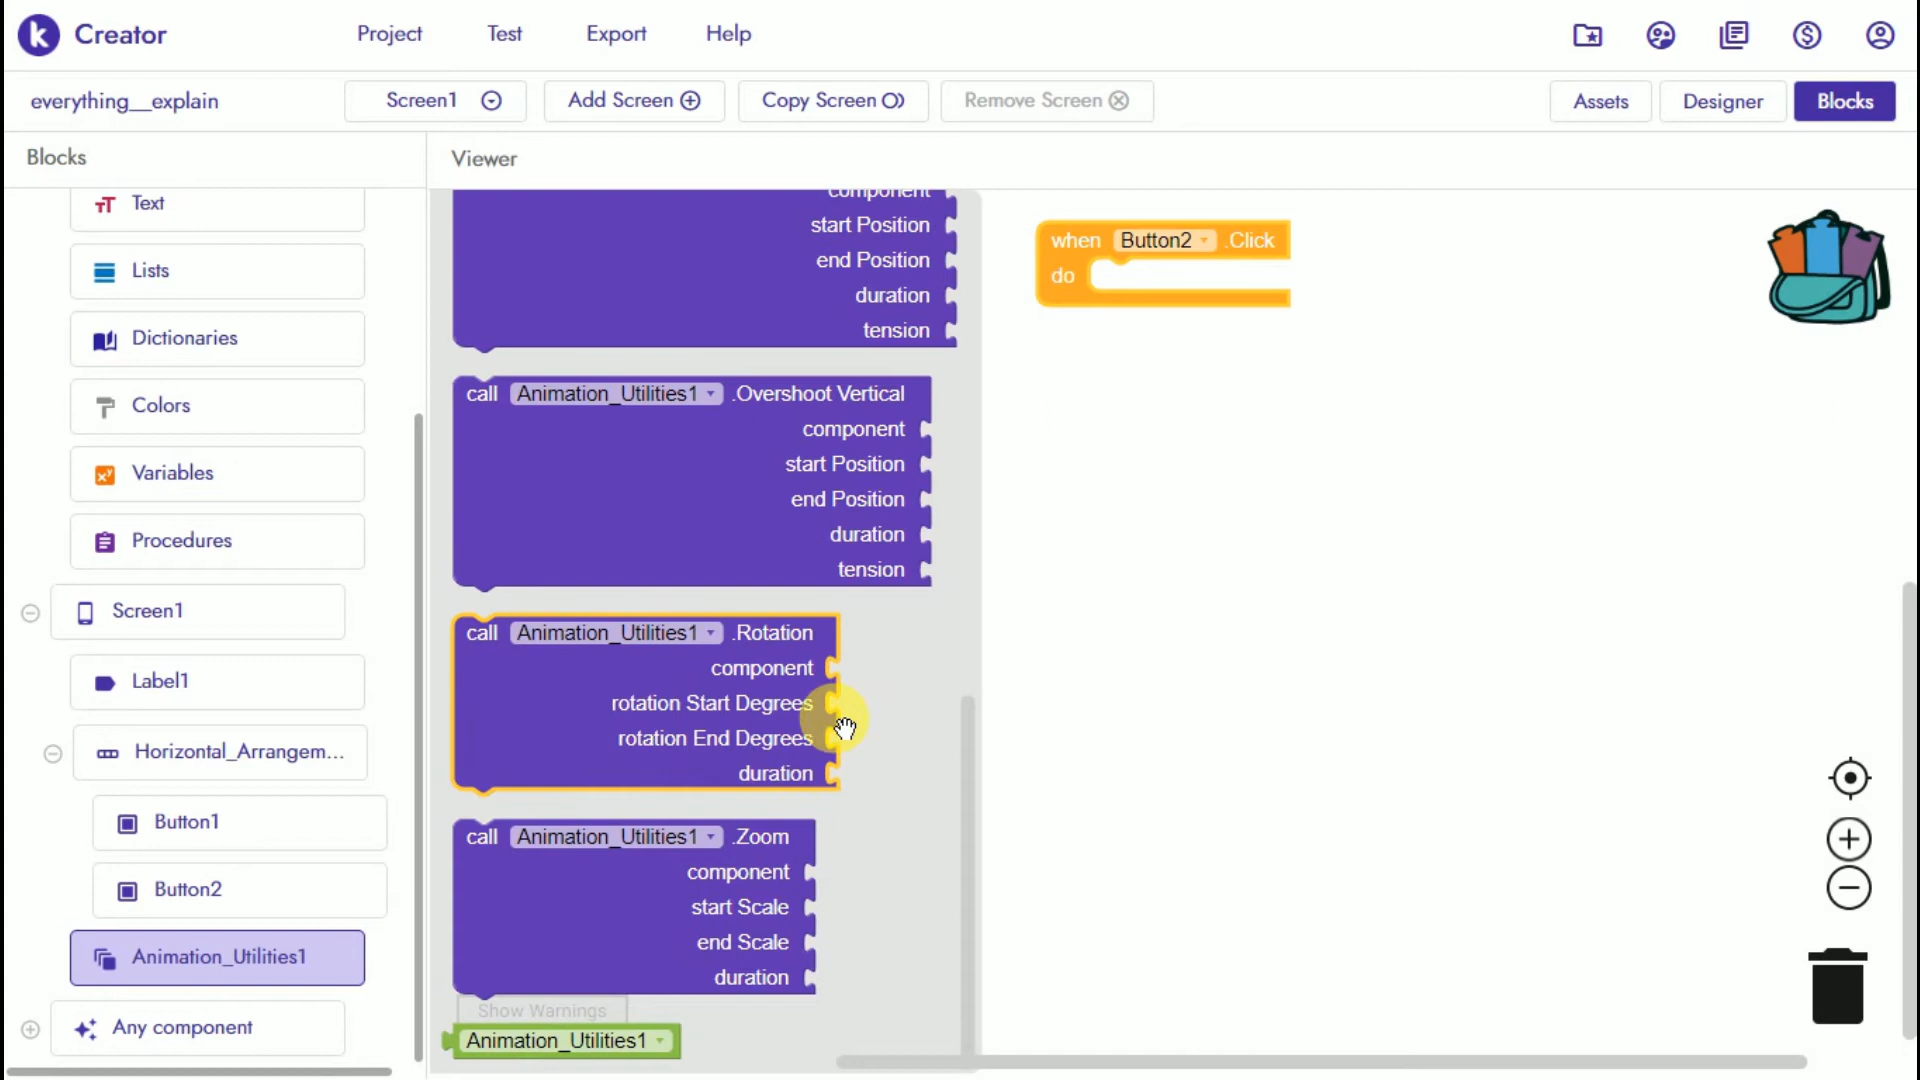 k Creator
Project
Test
Export
Help
everything__explain
Screen1
Add Screen
Copy Screen
Remove Screen
Assets
Designer
Blocks
Blocks
Viewer
Text
Lists
Dictionaries
Colors
Variables
Procedures
Screen1
Label1
Horizontal_Arrangem...
Button1
Button2
Animation_Utilities1
Any component
component
start Position
end Position
duration
tension
call Animation_Utilities1 .Overshoot Vertical
component
start Position
end Position
duration
tension
call Animation_Utilities1 .Rotation
component
rotation Start Degrees
rotation End Degrees
duration
call Animation_Utilities1 .Zoom
component
start Scale
end Scale
duration
Show Warnings
Animation_Utilities1
when Button2 .Click
do